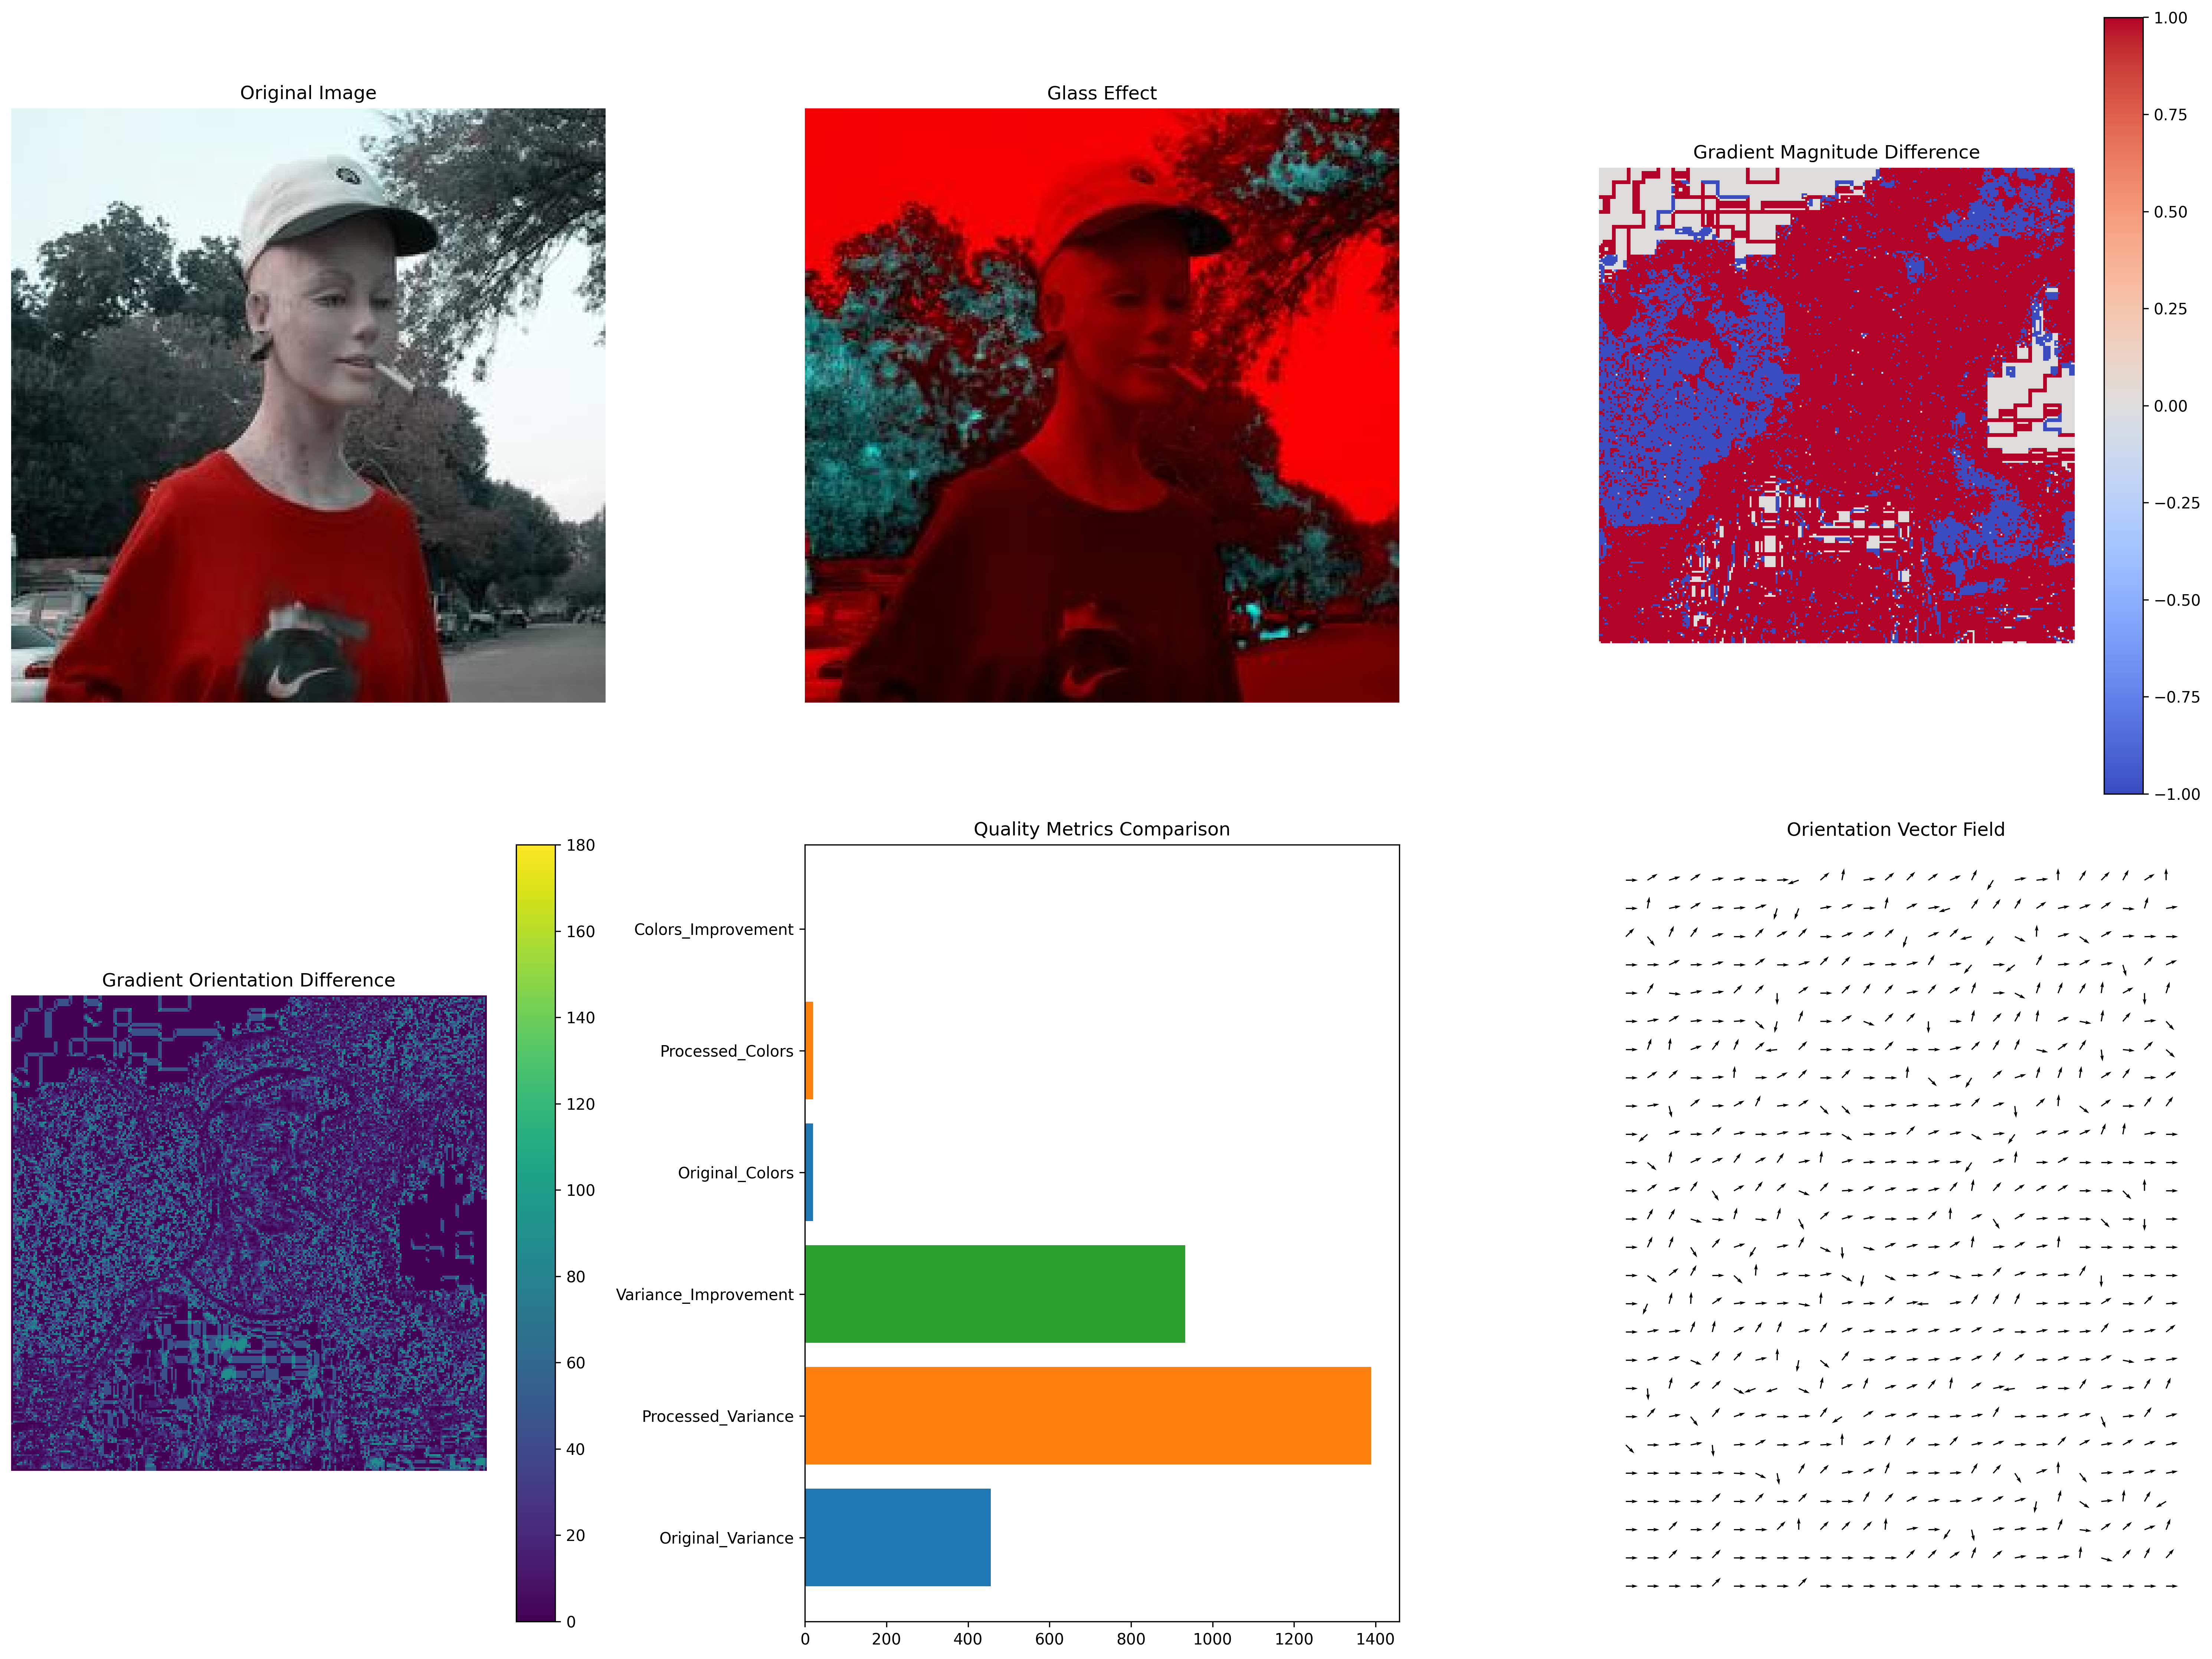 Original Image
Glass Effect
Gradient Magnitude Difference
1.00
0.75
0.50
0.25
0.00
−0.25
−0.50
−0.75
−1.00
Gradient Orientation Difference
180
160
140
120
100
80
60
40
20
0
Quality Metrics Comparison
Colors_Improvement
Processed_Colors
Original_Colors
Variance_Improvement
Processed_Variance
Original_Variance
0 200 400 600 800 1000 1200 1400
Orientation Vector Field